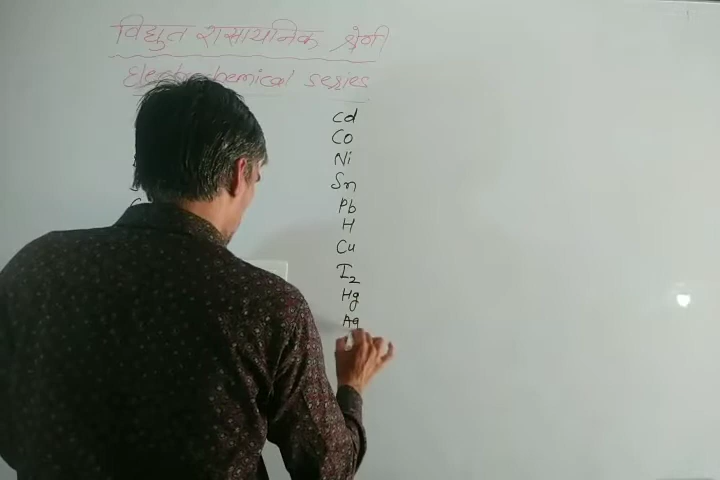 विद्युत रासायनिक श्रेणी
Electrochemical series
Cd
Co
Ni
Sn
Pb
H
Cu
I2
Hg
Ag